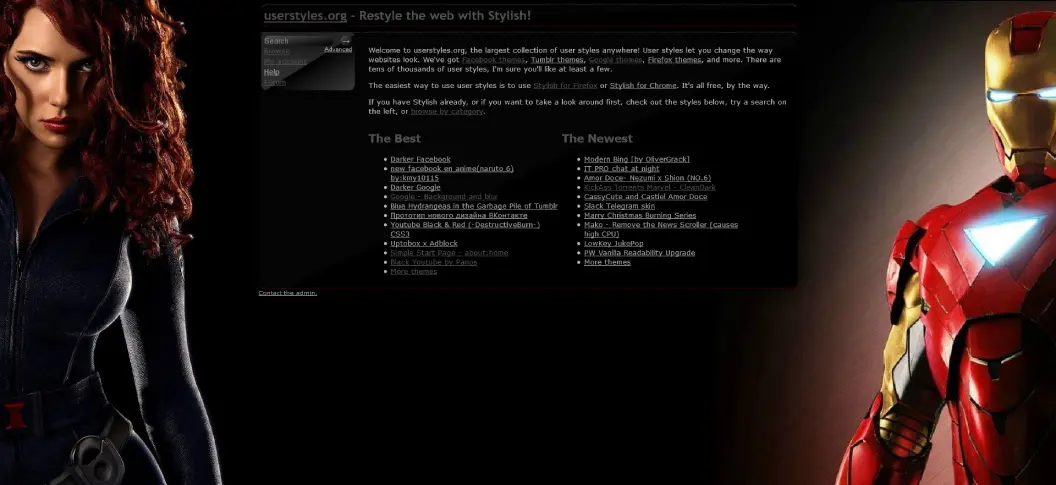 userstyles.org - Restyle the web with Stylish!
Search
Advanced
Browse
My account
Help
Forum
Welcome to userstyles.org, the largest collection of user styles anywhere! User styles let you change the way
websites look. We've got Facebook themes, Tumblr themes, Google themes, Firefox themes, and more. There are
tens of thousands of user styles, I'm sure you'll like at least a few.
The easiest way to use user styles is to use Stylish for Firefox or Stylish for Chrome. It's all free, by the way.
If you have Stylish already, or if you want to take a look around first, check out the styles below, try a search on
the left, or browse by category.
The Best
Darker Facebook
new facebook en anime(naruto 6)
by:kmy10115
Darker Google
Google - Background and blur
Blue Hydrangeas in the Garbage Pile of Tumblr
Прототип нового дизайна ВКонтакте
Youtube Black & Red (-DestructiveBurn-)
CSS3
Uptobox x Adblock
Simple Start Page - about:home
Black Youtube by Panos
More themes
The Newest
Modern Bing [by OliverGrack]
IT PRO chat at night
Amor Doce- Nezumi x Shion (NO.6)
KickAss Torrents Marvel - CleanDark
CassyCute and Castiel Amor Doce
Slack Telegram skin
Marry Christmas Burning Series
Mako - Remove the News Scroller (causes
high CPU)
LowKey JukePop
PW Vanilla Readability Upgrade
More themes
Contact the admin.